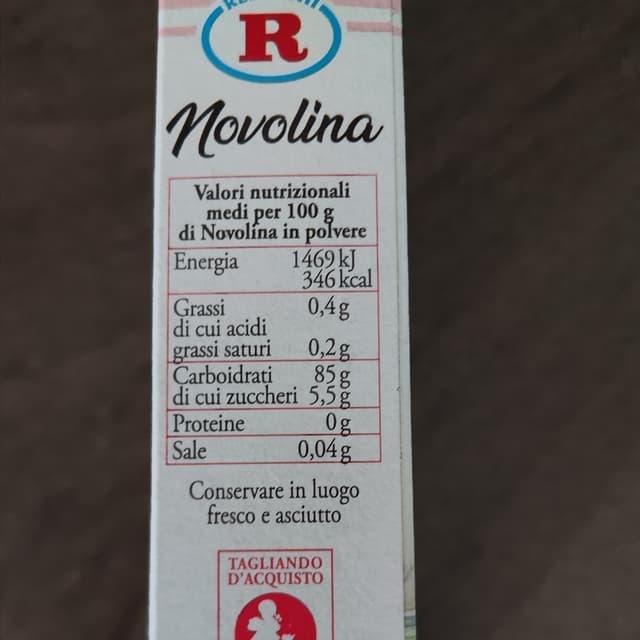 R
Novolina
Valori nutrizionali
medi per 100 g
di Novolina in polvere
Energia 1469 kJ
346 kcal
Grassi 0,4 g
di cui acidi
grassi saturi 0,2 g
Carboidrati 85 g
di cui zuccheri 5,5 g
Proteine 0 g
Sale 0,04 g
Conservare in luogo
fresco e asciutto
TAGLIANDO
D'ACQUISTO